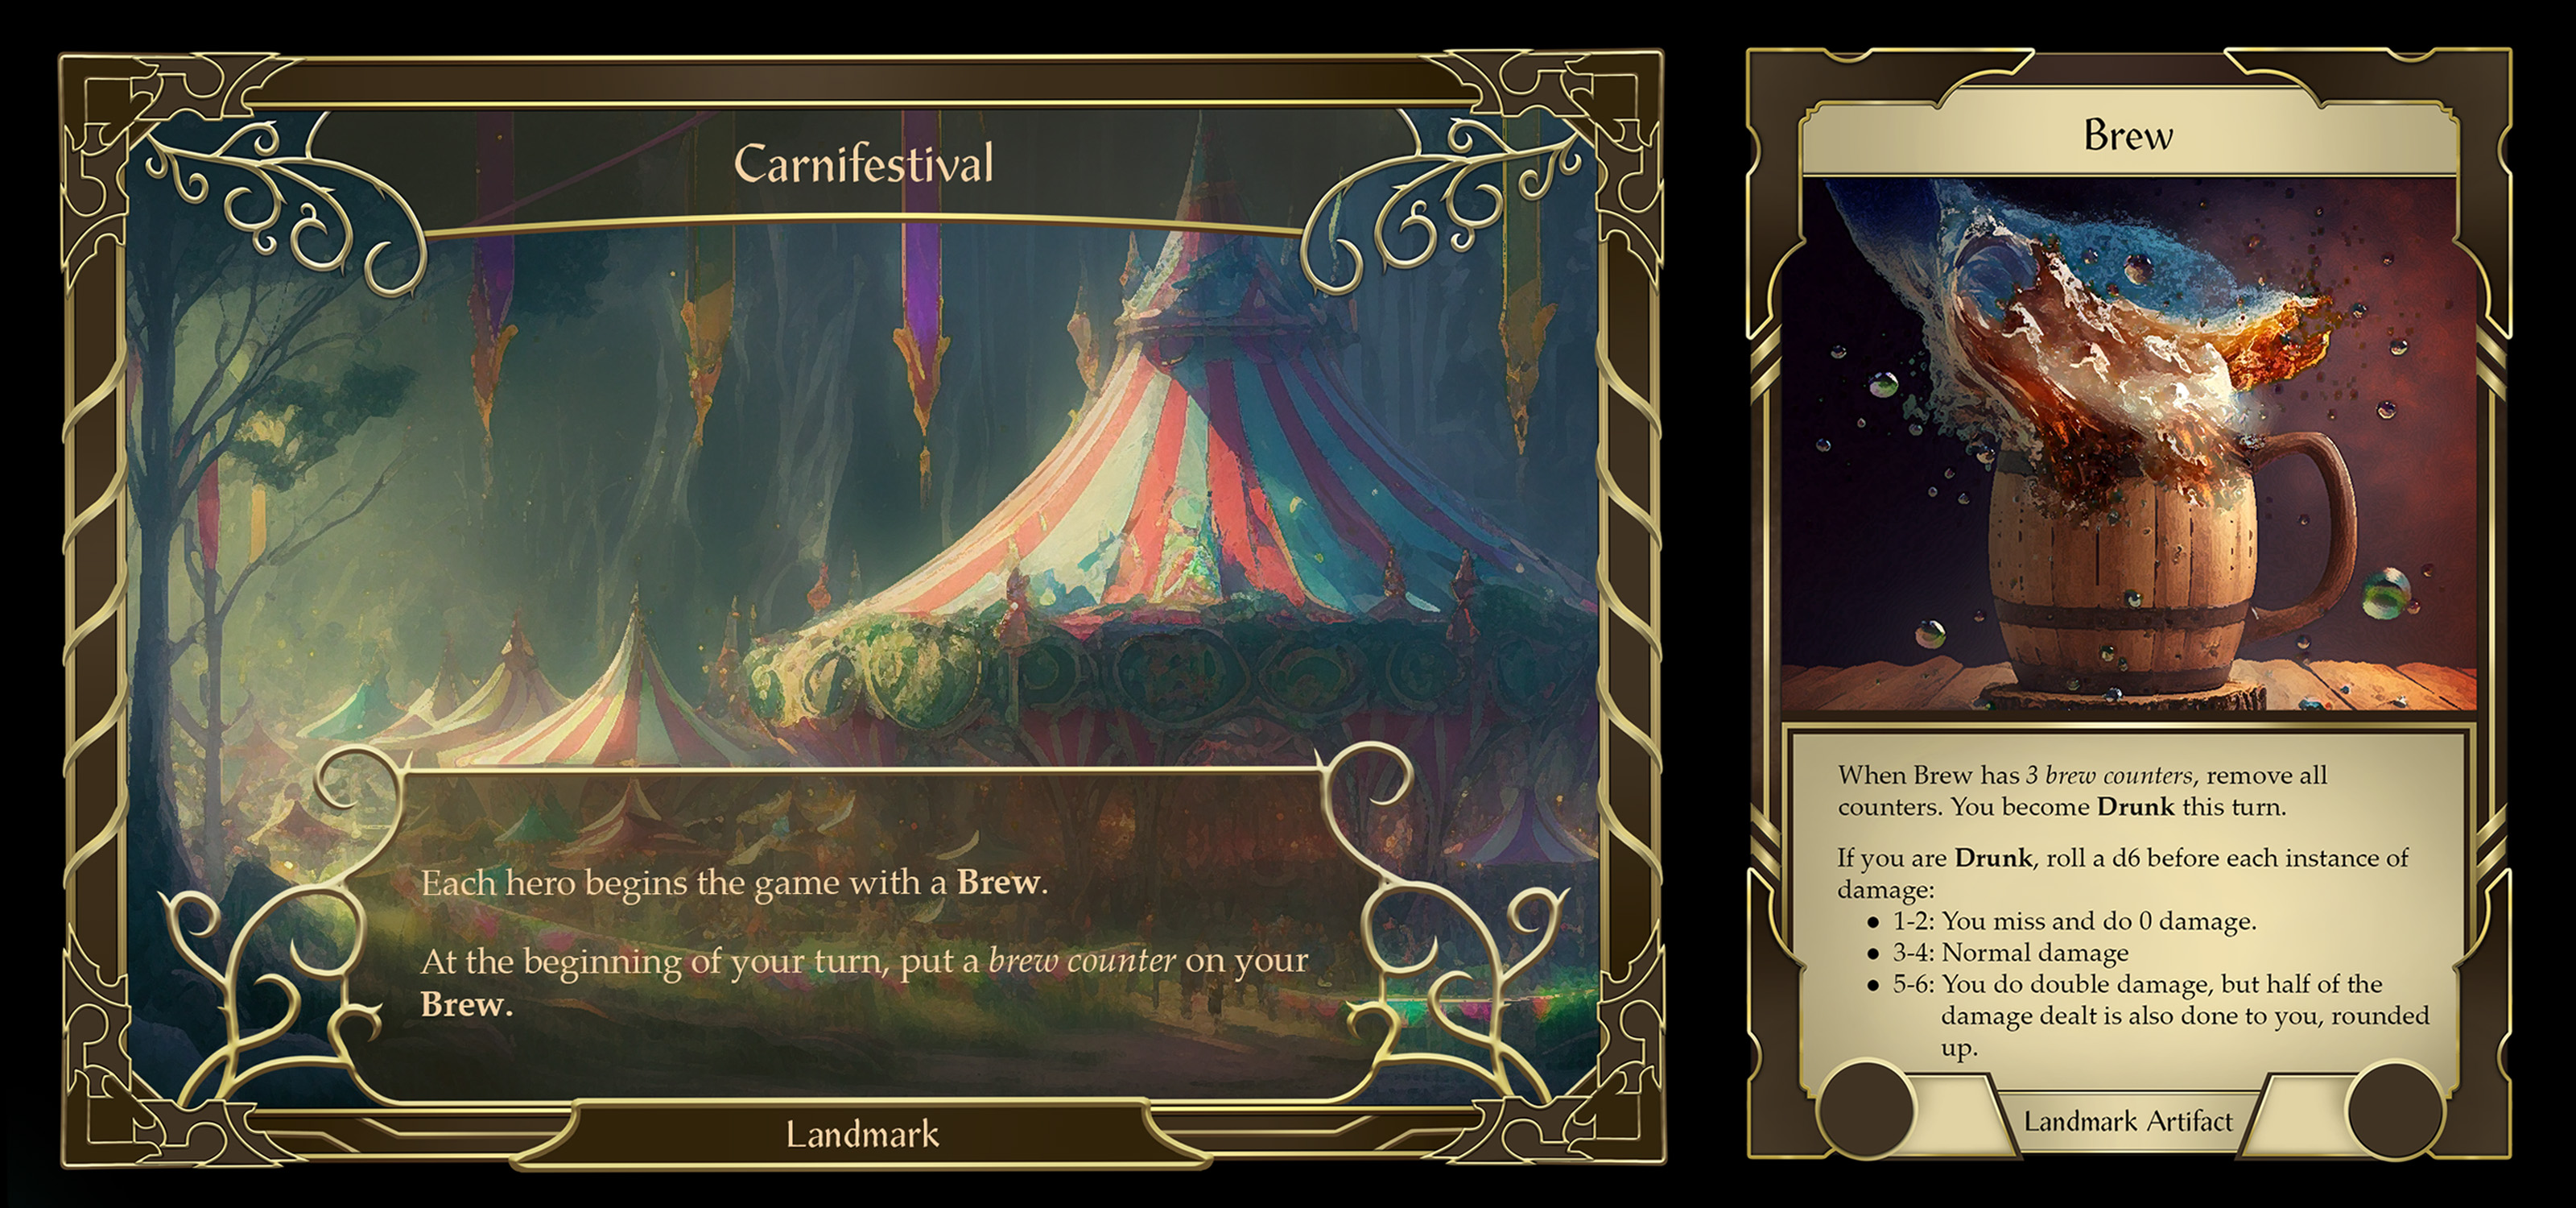 Carnifestival
Each hero begins the game with a Brew.
At the beginning of your turn, put a brew counter on your
Brew.
Landmark
Brew
When Brew has 3 brew counters, remove all
counters. You become Drunk this turn.
If you are Drunk, roll a d6 before each instance of
damage:
● 1-2: You miss and do 0 damage.
● 3-4: Normal damage
● 5-6: You do double damage, but half of the
damage dealt is also done to you, rounded
up.
Landmark Artifact